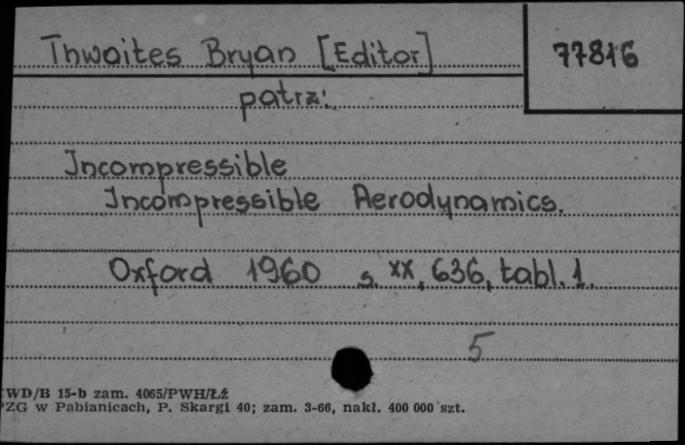 Thwaites Bryan [Editor] 77816
patrz:
Incompressible
Incompressible Aerodynamics.
Oxford 1960 s. XX, 636, tabl. 1.
5
WD/B 15-b zam. 4065/PWH/ŁŻ
PZG w Pabianicach, P. Skargi 40; zam. 3-66, nakł. 400 000 szt.